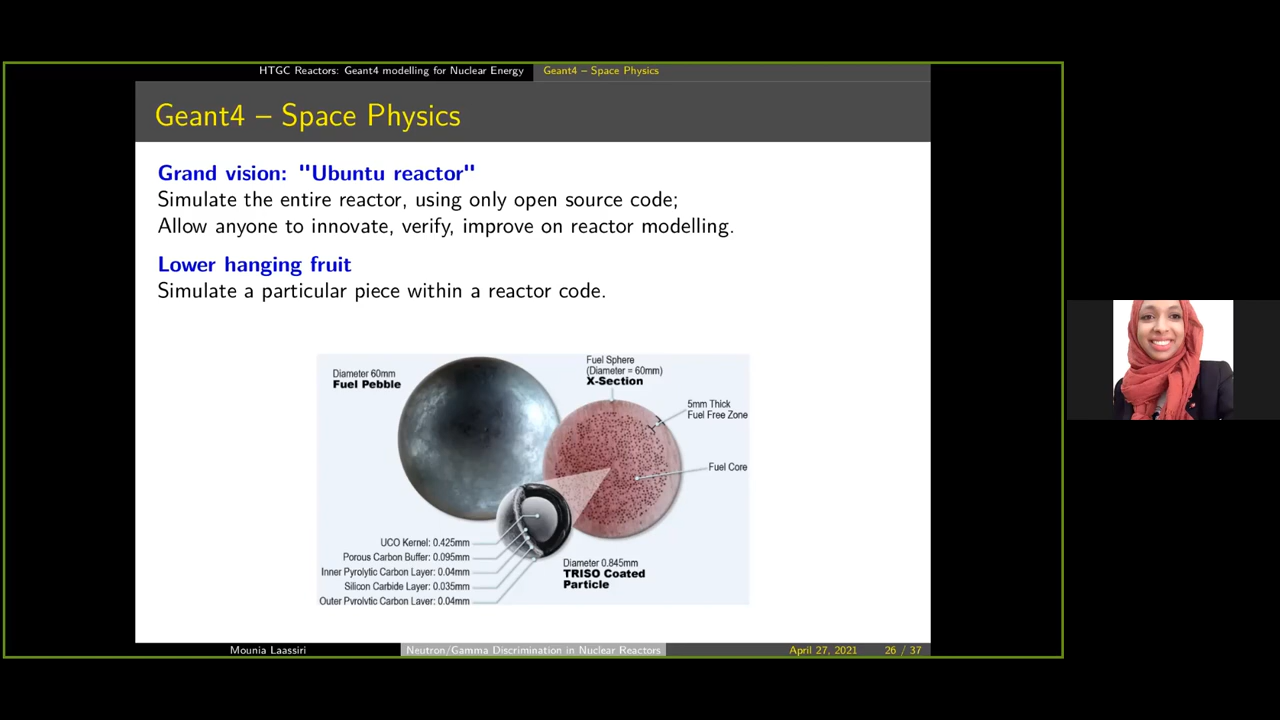 HTGC Reactors: Geant4 modelling for Nuclear Energy
Geant4 – Space Physics
Geant4 – Space Physics
Grand vision: "Ubuntu reactor"
Simulate the entire reactor, using only open source code;
Allow anyone to innovate, verify, improve on reactor modelling.
Lower hanging fruit
Simulate a particular piece within a reactor code.
Diameter 60mm
Fuel Pebble
Fuel Sphere
(Diameter = 60mm)
X-Section
5mm Thick
Fuel Free Zone
Fuel Core
UCO Kernel: 0.425mm
Porous Carbon Buffer: 0.095mm
Inner Pyrolytic Carbon Layer: 0.04mm
Silicon Carbide Layer: 0.035mm
Outer Pyrolytic Carbon Layer: 0.04mm
Diameter 0.845mm
TRISO Coated
Particle
Mounia Laassiri
Neutron/Gamma Discrimination in Nuclear Reactors
April 27, 2021
26 / 37